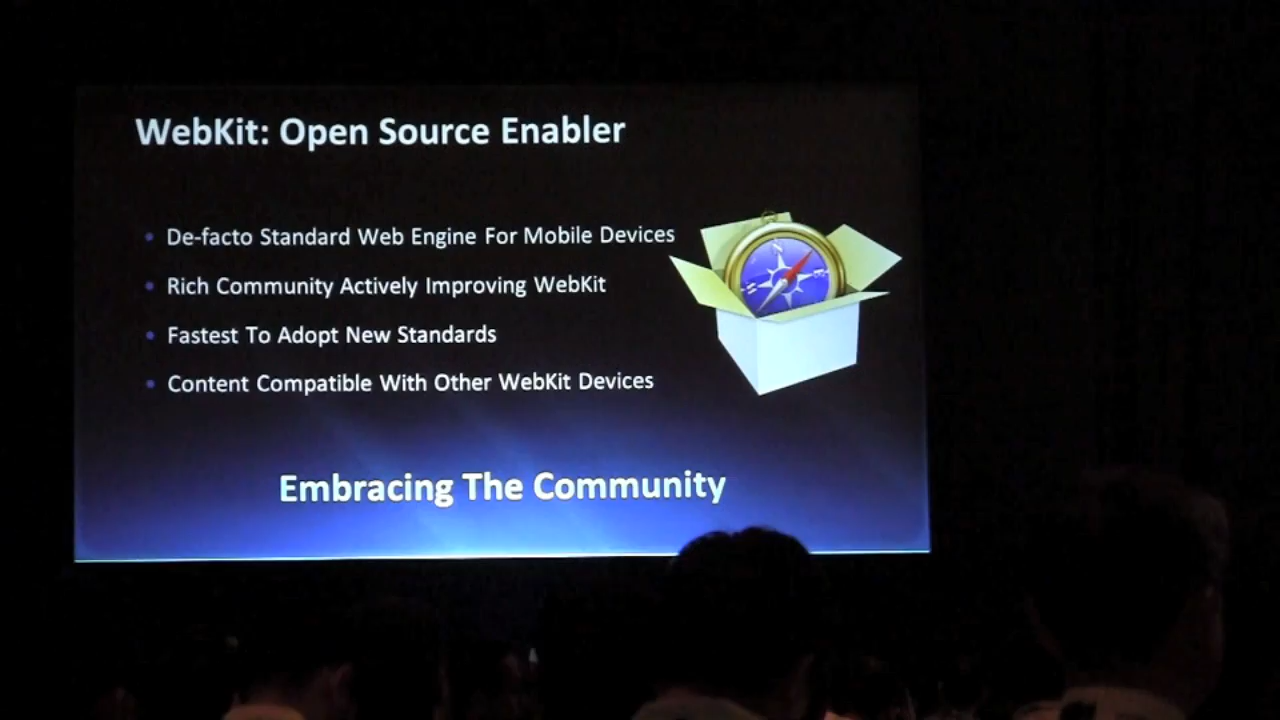 WebKit: Open Source Enabler
• De-facto Standard Web Engine For Mobile Devices
• Rich Community Actively Improving WebKit
• Fastest To Adopt New Standards
• Content Compatible With Other WebKit Devices
N
Embracing The Community